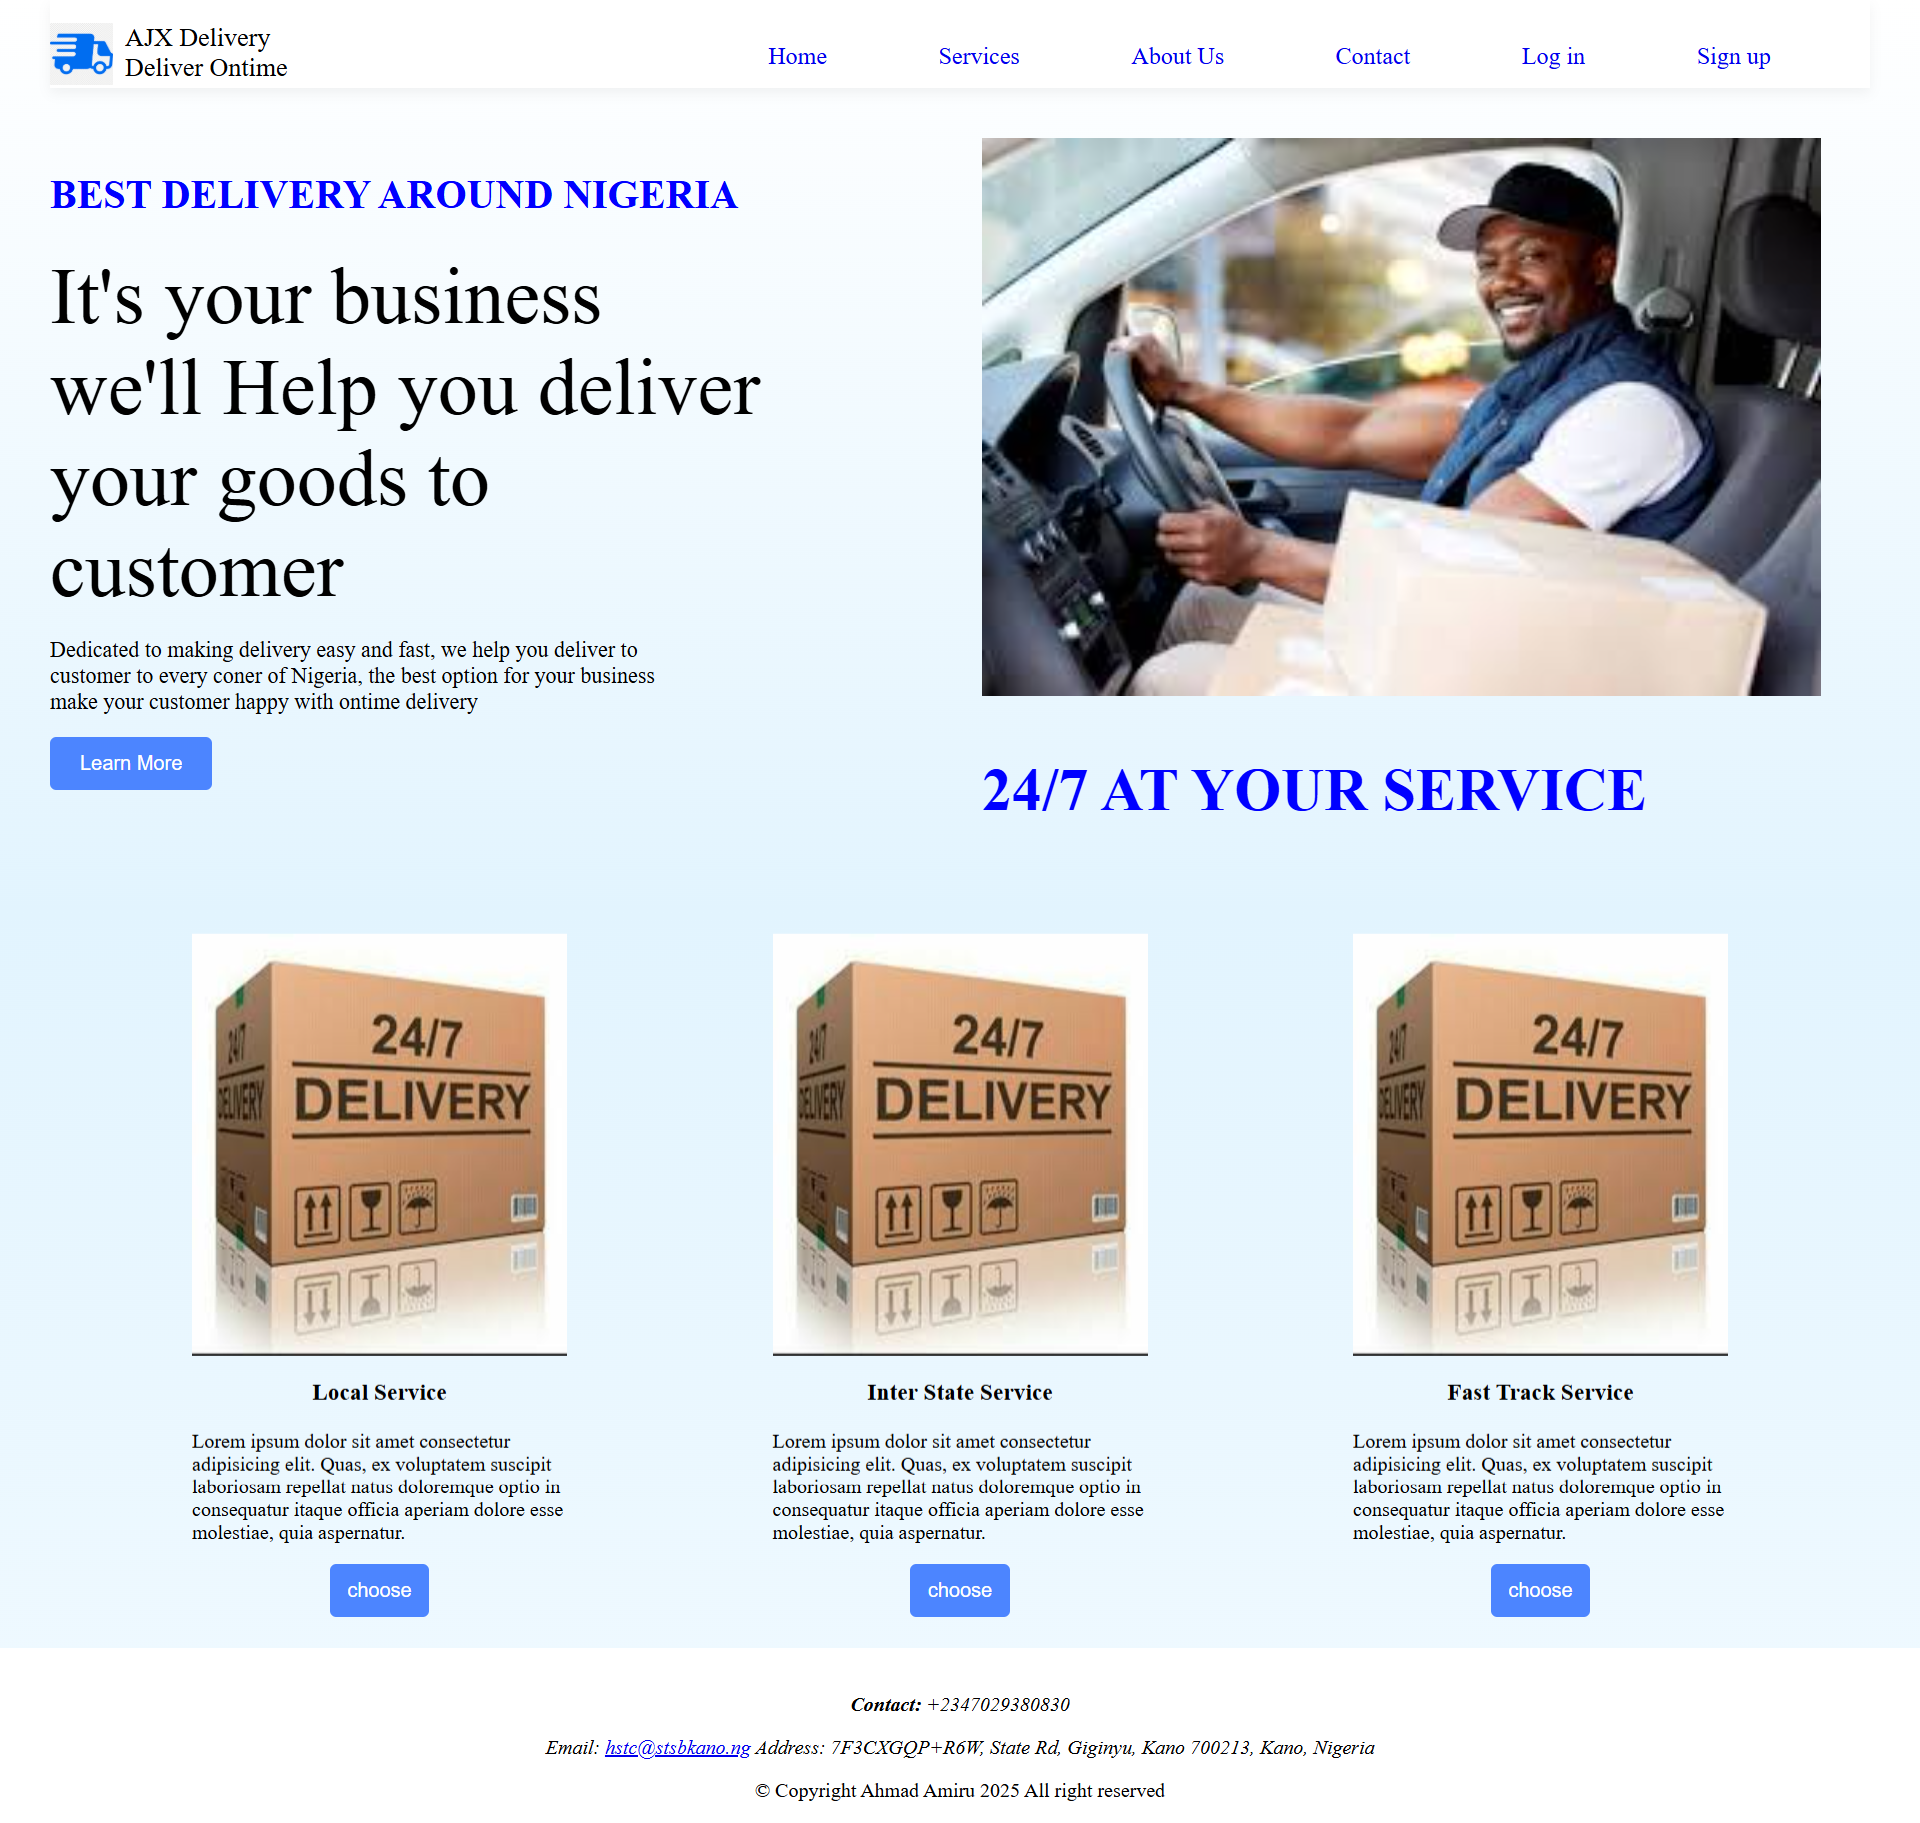 AJX Delivery
Deliver Ontime
Home
Services
About Us
Contact
Log in
Sign up
BEST DELIVERY AROUND NIGERIA
It's your business
we'll Help you deliver
your goods to
customer
Dedicated to making delivery easy and fast, we help you deliver to
customer to every coner of Nigeria, the best option for your business
make your customer happy with ontime delivery
Learn More
24/7 AT YOUR SERVICE
24/7
DELIVERY
24/7
DELIVERY
24/7
DELIVERY
24/7
DELIVERY
24/7
DELIVERY
24/7
DELIVERY
Local Service
Lorem ipsum dolor sit amet consectetur
adipisicing elit. Quas, ex voluptatem suscipit
laboriosam repellat natus doloremque optio in
consequatur itaque officia aperiam dolore esse
molestiae, quia aspernatur.
choose
Inter State Service
Lorem ipsum dolor sit amet consectetur
adipisicing elit. Quas, ex voluptatem suscipit
laboriosam repellat natus doloremque optio in
consequatur itaque officia aperiam dolore esse
molestiae, quia aspernatur.
choose
Fast Track Service
Lorem ipsum dolor sit amet consectetur
adipisicing elit. Quas, ex voluptatem suscipit
laboriosam repellat natus doloremque optio in
consequatur itaque officia aperiam dolore esse
molestiae, quia aspernatur.
choose
Contact: +2347029380830
Email: hstc@stsbkano.ng Address: 7F3CXGQP+R6W, State Rd, Giginyu, Kano 700213, Kano, Nigeria
© Copyright Ahmad Amiru 2025 All right reserved